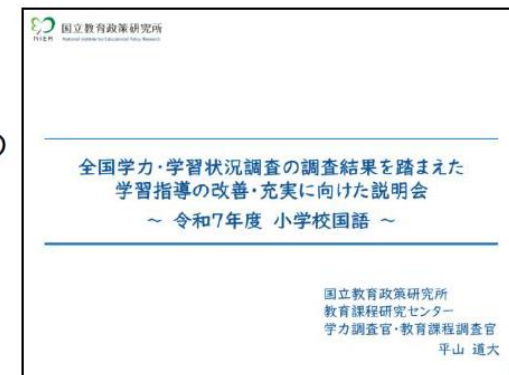 国立教育政策研究所
NIER
National Institute for Educational Policy Research
全国学力・学習状況調査の調査結果を踏まえた
学習指導の改善・充実に向けた説明会
～ 令和7年度 小学校国語 ～
国立教育政策研究所
教育課程研究センター
学力調査官・教育課程調査官
平山 道大